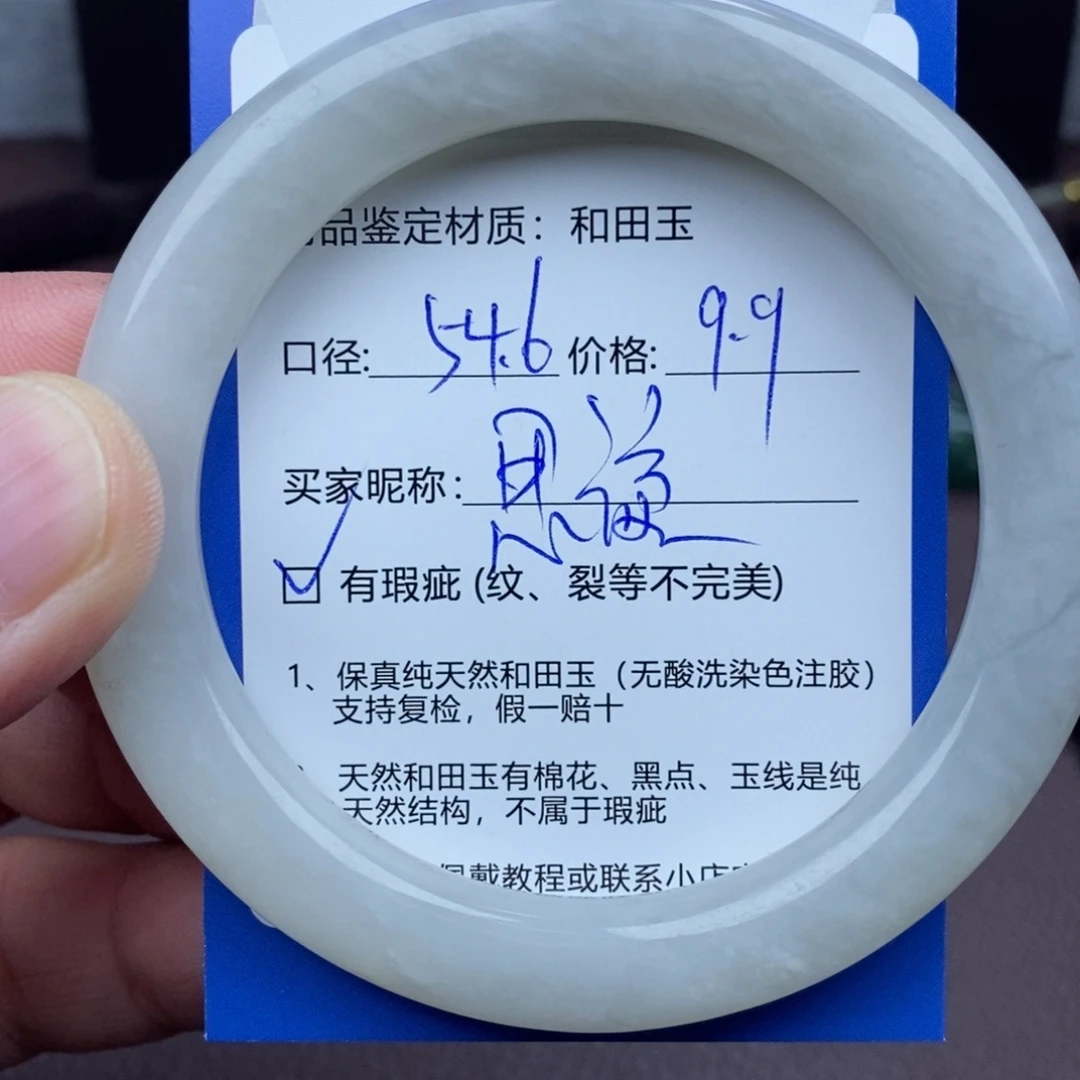 品鉴定材质：和田玉
口径: 54.6 价格: 9.9
买家昵称：思
☑ 有瑕疵 (纹、裂等不完美)
1、保真纯天然和田玉（无酸洗染色注胶）
支持复检，假一赔十
天然和田玉有棉花、黑点、玉线是纯
天然结构，不属于瑕疵
佩戴教程或联系小店